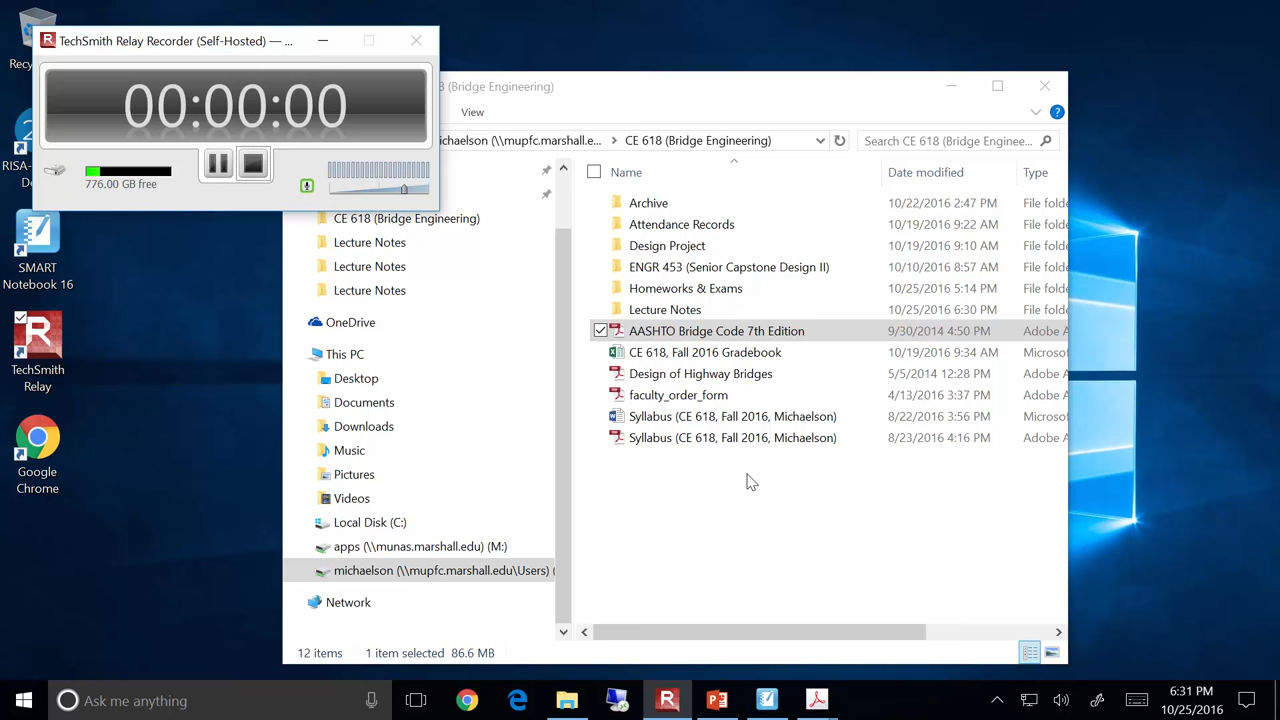 Recy
TechSmith Relay Recorder (Self-Hosted) — ...
00:00:00
776.00 GB free
(Bridge Engineering)
View
ichaelson (\\mupfc.marshall.e... > CE 618 (Bridge Engineering)
Search CE 618 (Bridge Enginee...
RISA-
De
SMART
Notebook 16
TechSmith
Relay
Google
Chrome
CE 618 (Bridge Engineering)
Lecture Notes
Lecture Notes
Lecture Notes
OneDrive
This PC
Desktop
Documents
Downloads
Music
Pictures
Videos
Local Disk (C:)
apps (\\munas.marshall.edu) (M:)
michaelson (\\mupfc.marshall.edu\Users) (
Network
Name Date modified Type
Archive 10/22/2016 2:47 PM File folde
Attendance Records 10/19/2016 9:22 AM File folde
Design Project 10/19/2016 9:10 AM File folde
ENGR 453 (Senior Capstone Design II) 10/10/2016 8:57 AM File folde
Homeworks & Exams 10/25/2016 5:14 PM File folde
Lecture Notes 10/25/2016 6:30 PM File folde
AASHTO Bridge Code 7th Edition 9/30/2014 4:50 PM Adobe A
CE 618, Fall 2016 Gradebook 10/19/2016 9:34 AM Microsof
Design of Highway Bridges 5/5/2014 12:28 PM Adobe A
faculty_order_form 4/13/2016 3:37 PM Adobe A
Syllabus (CE 618, Fall 2016, Michaelson) 8/22/2016 3:56 PM Microsof
Syllabus (CE 618, Fall 2016, Michaelson) 8/23/2016 4:16 PM Adobe A
12 items 1 item selected 86.6 MB
Ask me anything
6:31 PM
10/25/2016